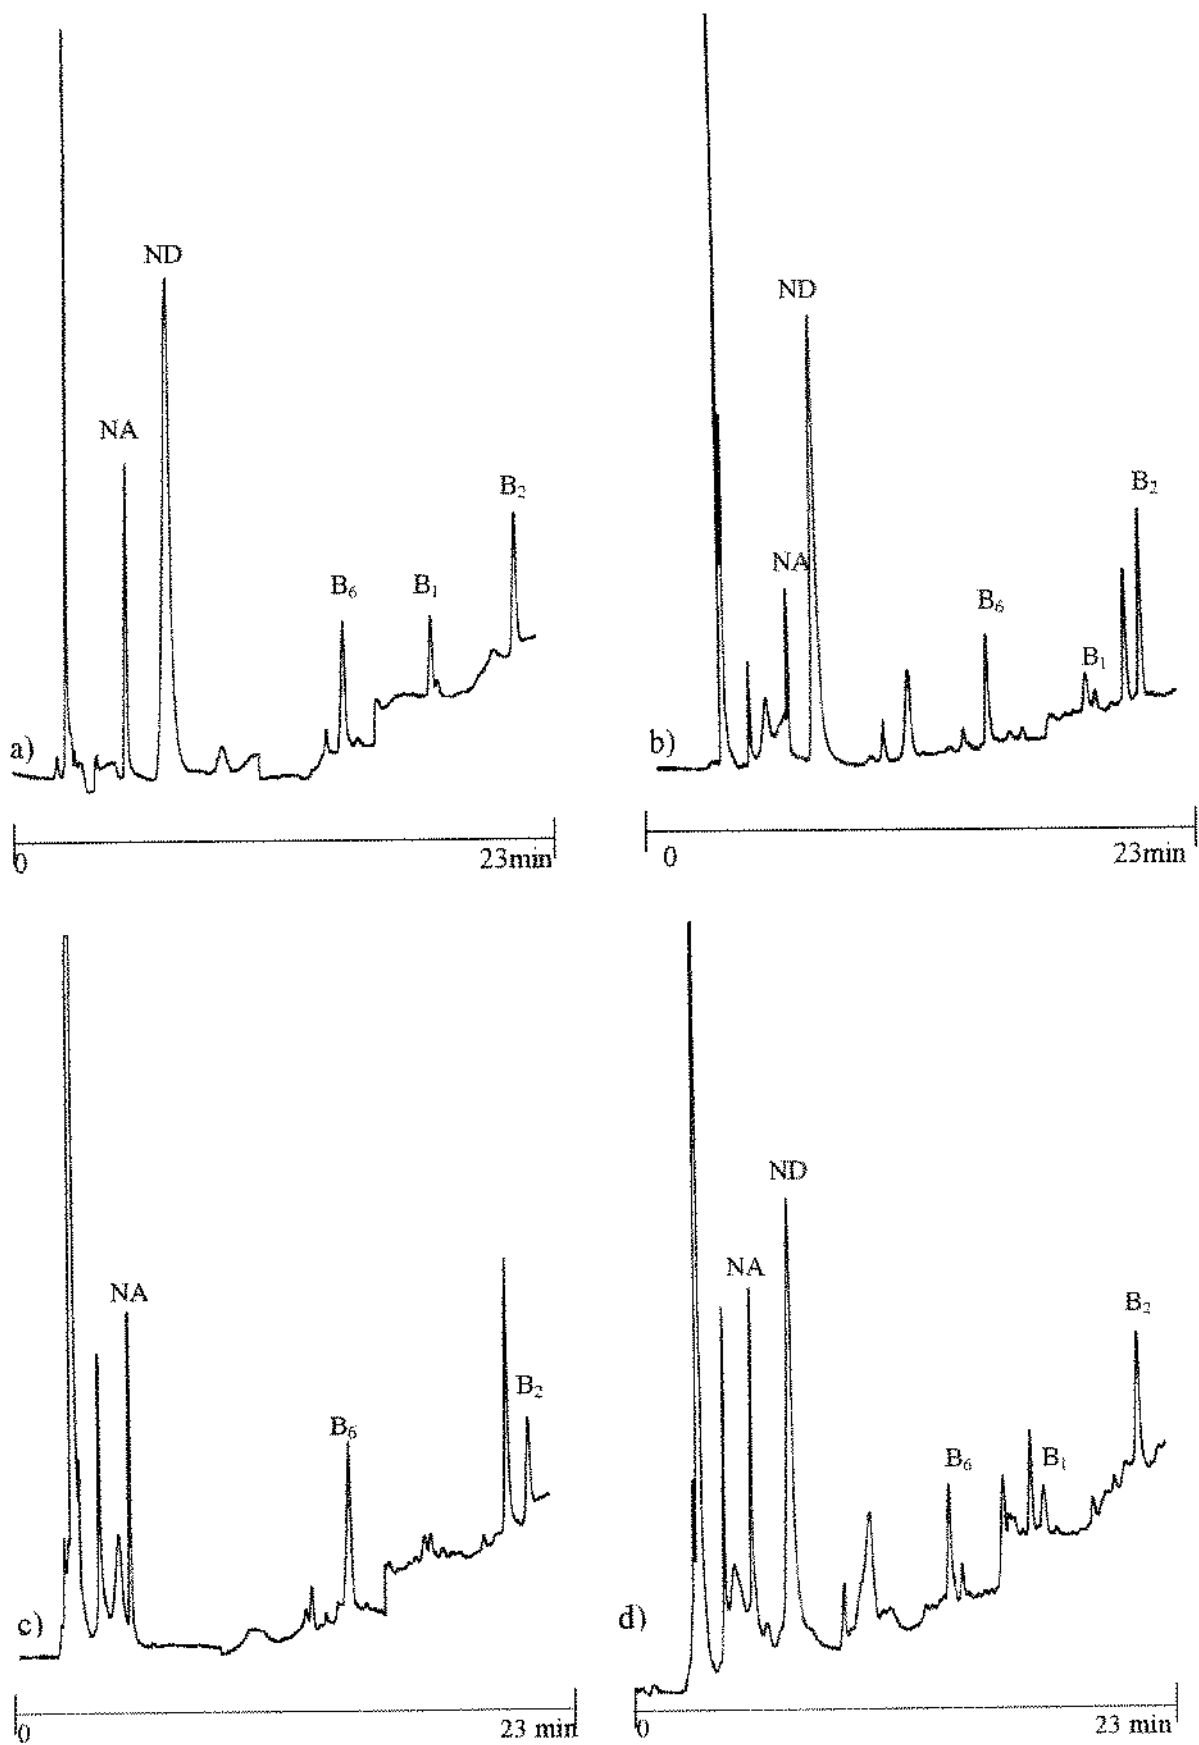 ND
NA
B₆
B₁
B₂
a)
0
23min
ND
NA
B₆
B₁
B₂
b)
0
23min
NA
B₆
B₂
c)
0
23 min
ND
NA
B₆
B₁
B₂
d)
0
23 min